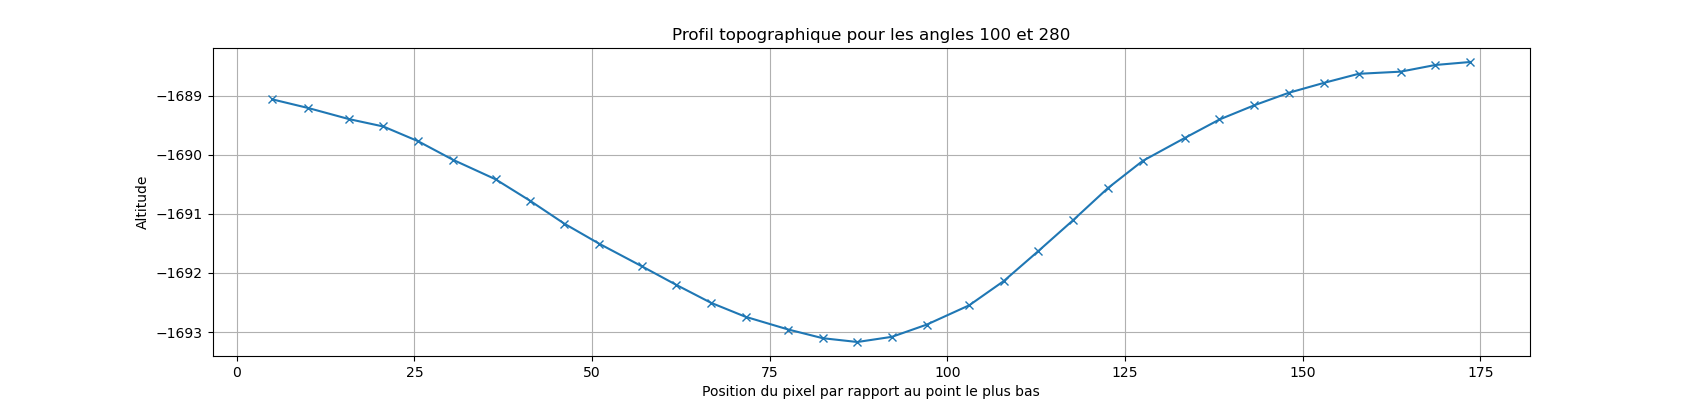 Profil topographique pour les angles 100 et 280
Altitude
−1689
−1690
−1691
−1692
−1693
0 25 50 75 100 125 150 175
Position du pixel par rapport au point le plus bas